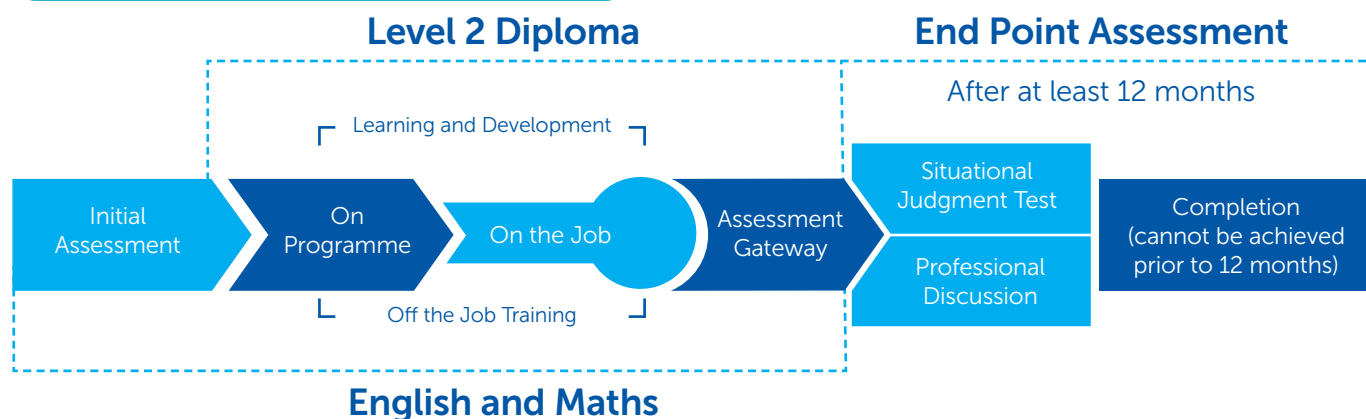 Level 2 Diploma
End Point Assessment
After at least 12 months
Learning and Development
Initial
Assessment
On
Programme
On the Job
Assessment
Gateway
Situational
Judgment Test
Professional
Discussion
Completion
(cannot be achieved
prior to 12 months)
Off the Job Training
English and Maths